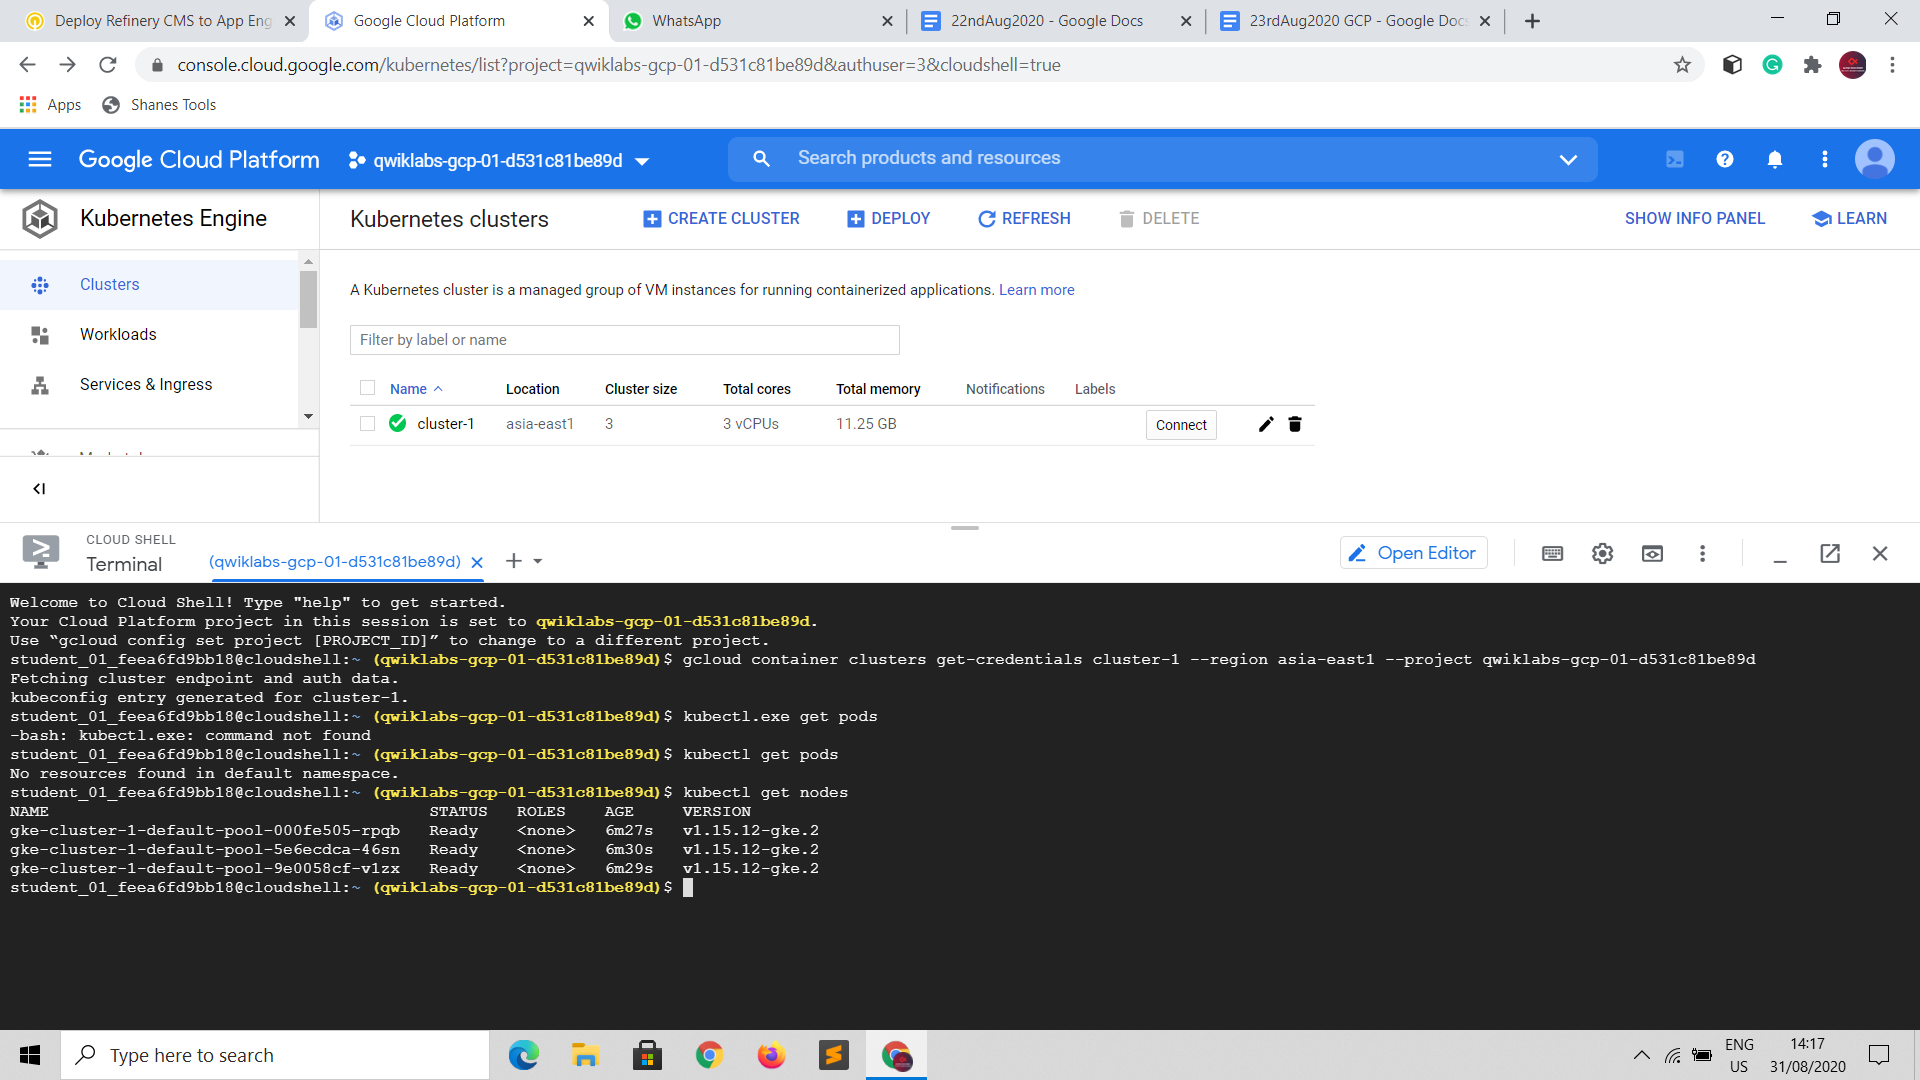 Deploy Refinery CMS to App Eng
Google Cloud Platform
WhatsApp
22ndAug2020 - Google Docs
23rdAug2020 GCP - Google Docs
console.cloud.google.com/kubernetes/list?project=qwiklabs-gcp-01-d531c81be89d&authuser=3&cloudshell=true
Apps
Shanes Tools
Google Cloud Platform
qwiklabs-gcp-01-d531c81be89d
Search products and resources
Kubernetes Engine
Kubernetes clusters
CREATE CLUSTER
DEPLOY
REFRESH
DELETE
SHOW INFO PANEL
LEARN
Clusters
Workloads
Services & Ingress
A Kubernetes cluster is a managed group of VM instances for running containerized applications. Learn more
Filter by label or name
Name Location Cluster size Total cores Total memory Notifications Labels
cluster-1 asia-east1 3 3 vCPUs 11.25 GB Connect
CLOUD SHELL
Terminal
(qwiklabs-gcp-01-d531c81be89d)
Open Editor
Welcome to Cloud Shell! Type "help" to get started.
Your Cloud Platform project in this session is set to qwiklabs-gcp-01-d531c81be89d.
Use “gcloud config set project [PROJECT_ID]” to change to a different project.
student_01_feea6fd9bb18@cloudshell:~ (qwiklabs-gcp-01-d531c81be89d)$ gcloud container clusters get-credentials cluster-1 --region asia-east1 --project qwiklabs-gcp-01-d531c81be89d
Fetching cluster endpoint and auth data.
kubeconfig entry generated for cluster-1.
student_01_feea6fd9bb18@cloudshell:~ (qwiklabs-gcp-01-d531c81be89d)$ kubectl.exe get pods
-bash: kubectl.exe: command not found
student_01_feea6fd9bb18@cloudshell:~ (qwiklabs-gcp-01-d531c81be89d)$ kubectl get pods
No resources found in default namespace.
student_01_feea6fd9bb18@cloudshell:~ (qwiklabs-gcp-01-d531c81be89d)$ kubectl get nodes
NAME STATUS ROLES AGE VERSION
gke-cluster-1-default-pool-000fe505-rpqb Ready <none> 6m27s v1.15.12-gke.2
gke-cluster-1-default-pool-5e6ecdca-46sn Ready <none> 6m30s v1.15.12-gke.2
gke-cluster-1-default-pool-9e0058cf-v1zx Ready <none> 6m29s v1.15.12-gke.2
student_01_feea6fd9bb18@cloudshell:~ (qwiklabs-gcp-01-d531c81be89d)$
Type here to search
ENG
US
14:17
31/08/2020